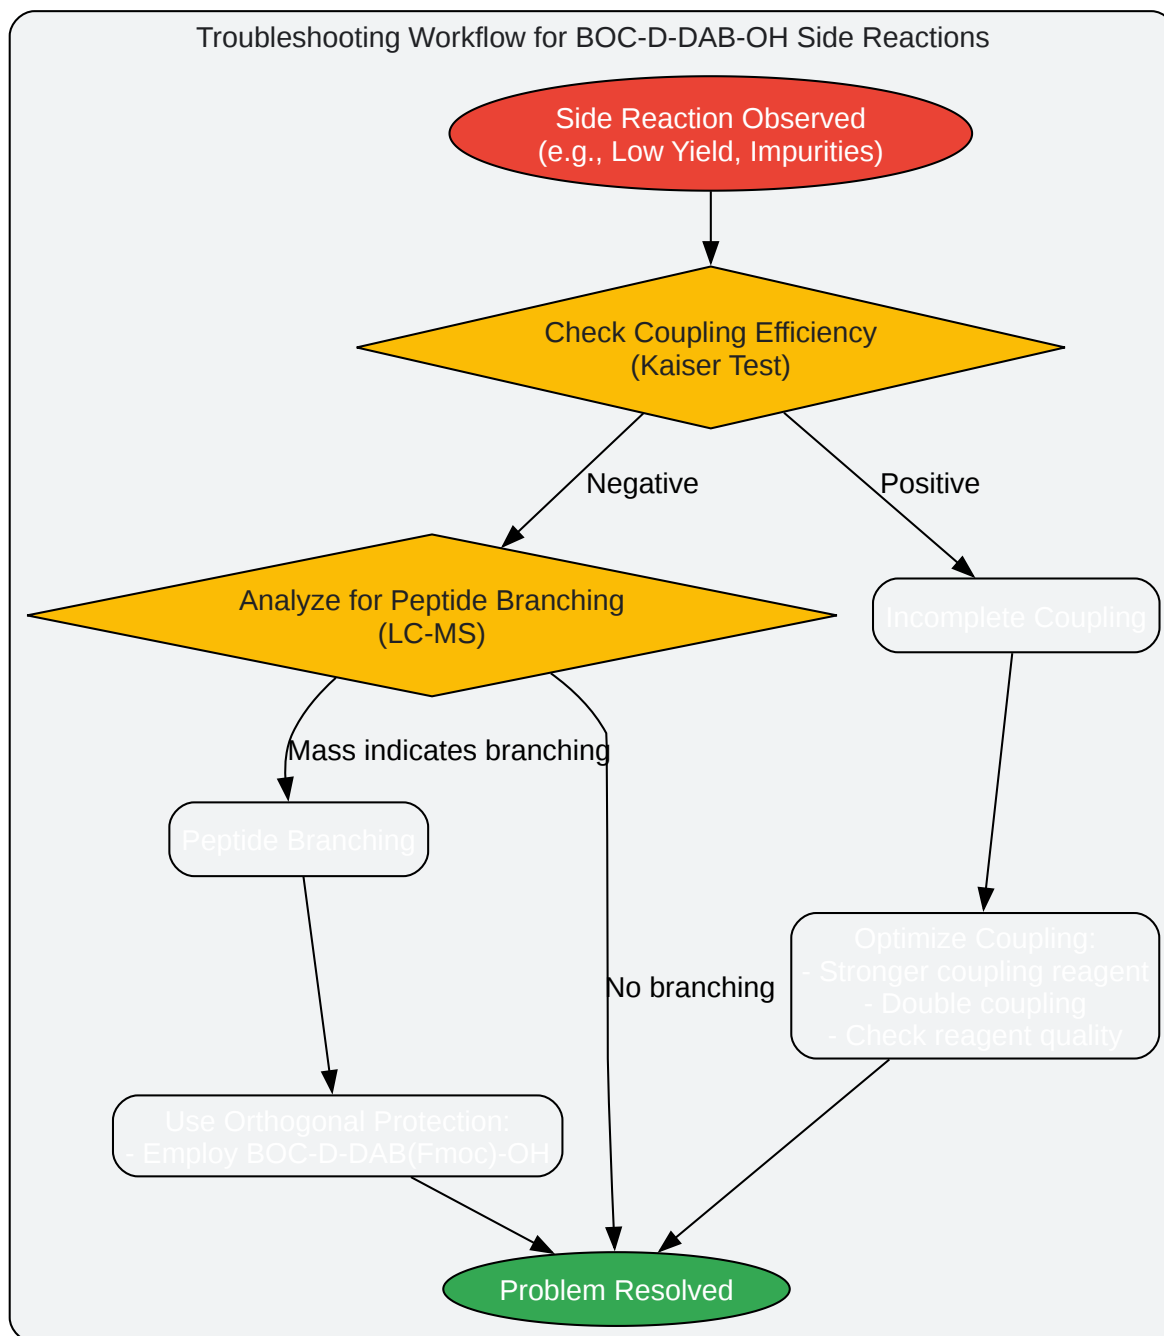 Troubleshooting Workflow for BOC-D-DAB-OH Side Reactions
Side Reaction Observed
(e.g., Low Yield, Impurities)
Check Coupling Efficiency
(Kaiser Test)
Negative
Positive
Analyze for Peptide Branching
(LC-MS)
Incomplete Coupling
Mass indicates branching
Peptide Branching
No branching
Optimize Coupling:
- Stronger coupling reagent
- Double coupling
- Check reagent quality
Use Orthogonal Protection:
- Employ BOC-D-DAB(Fmoc)-OH
Problem Resolved